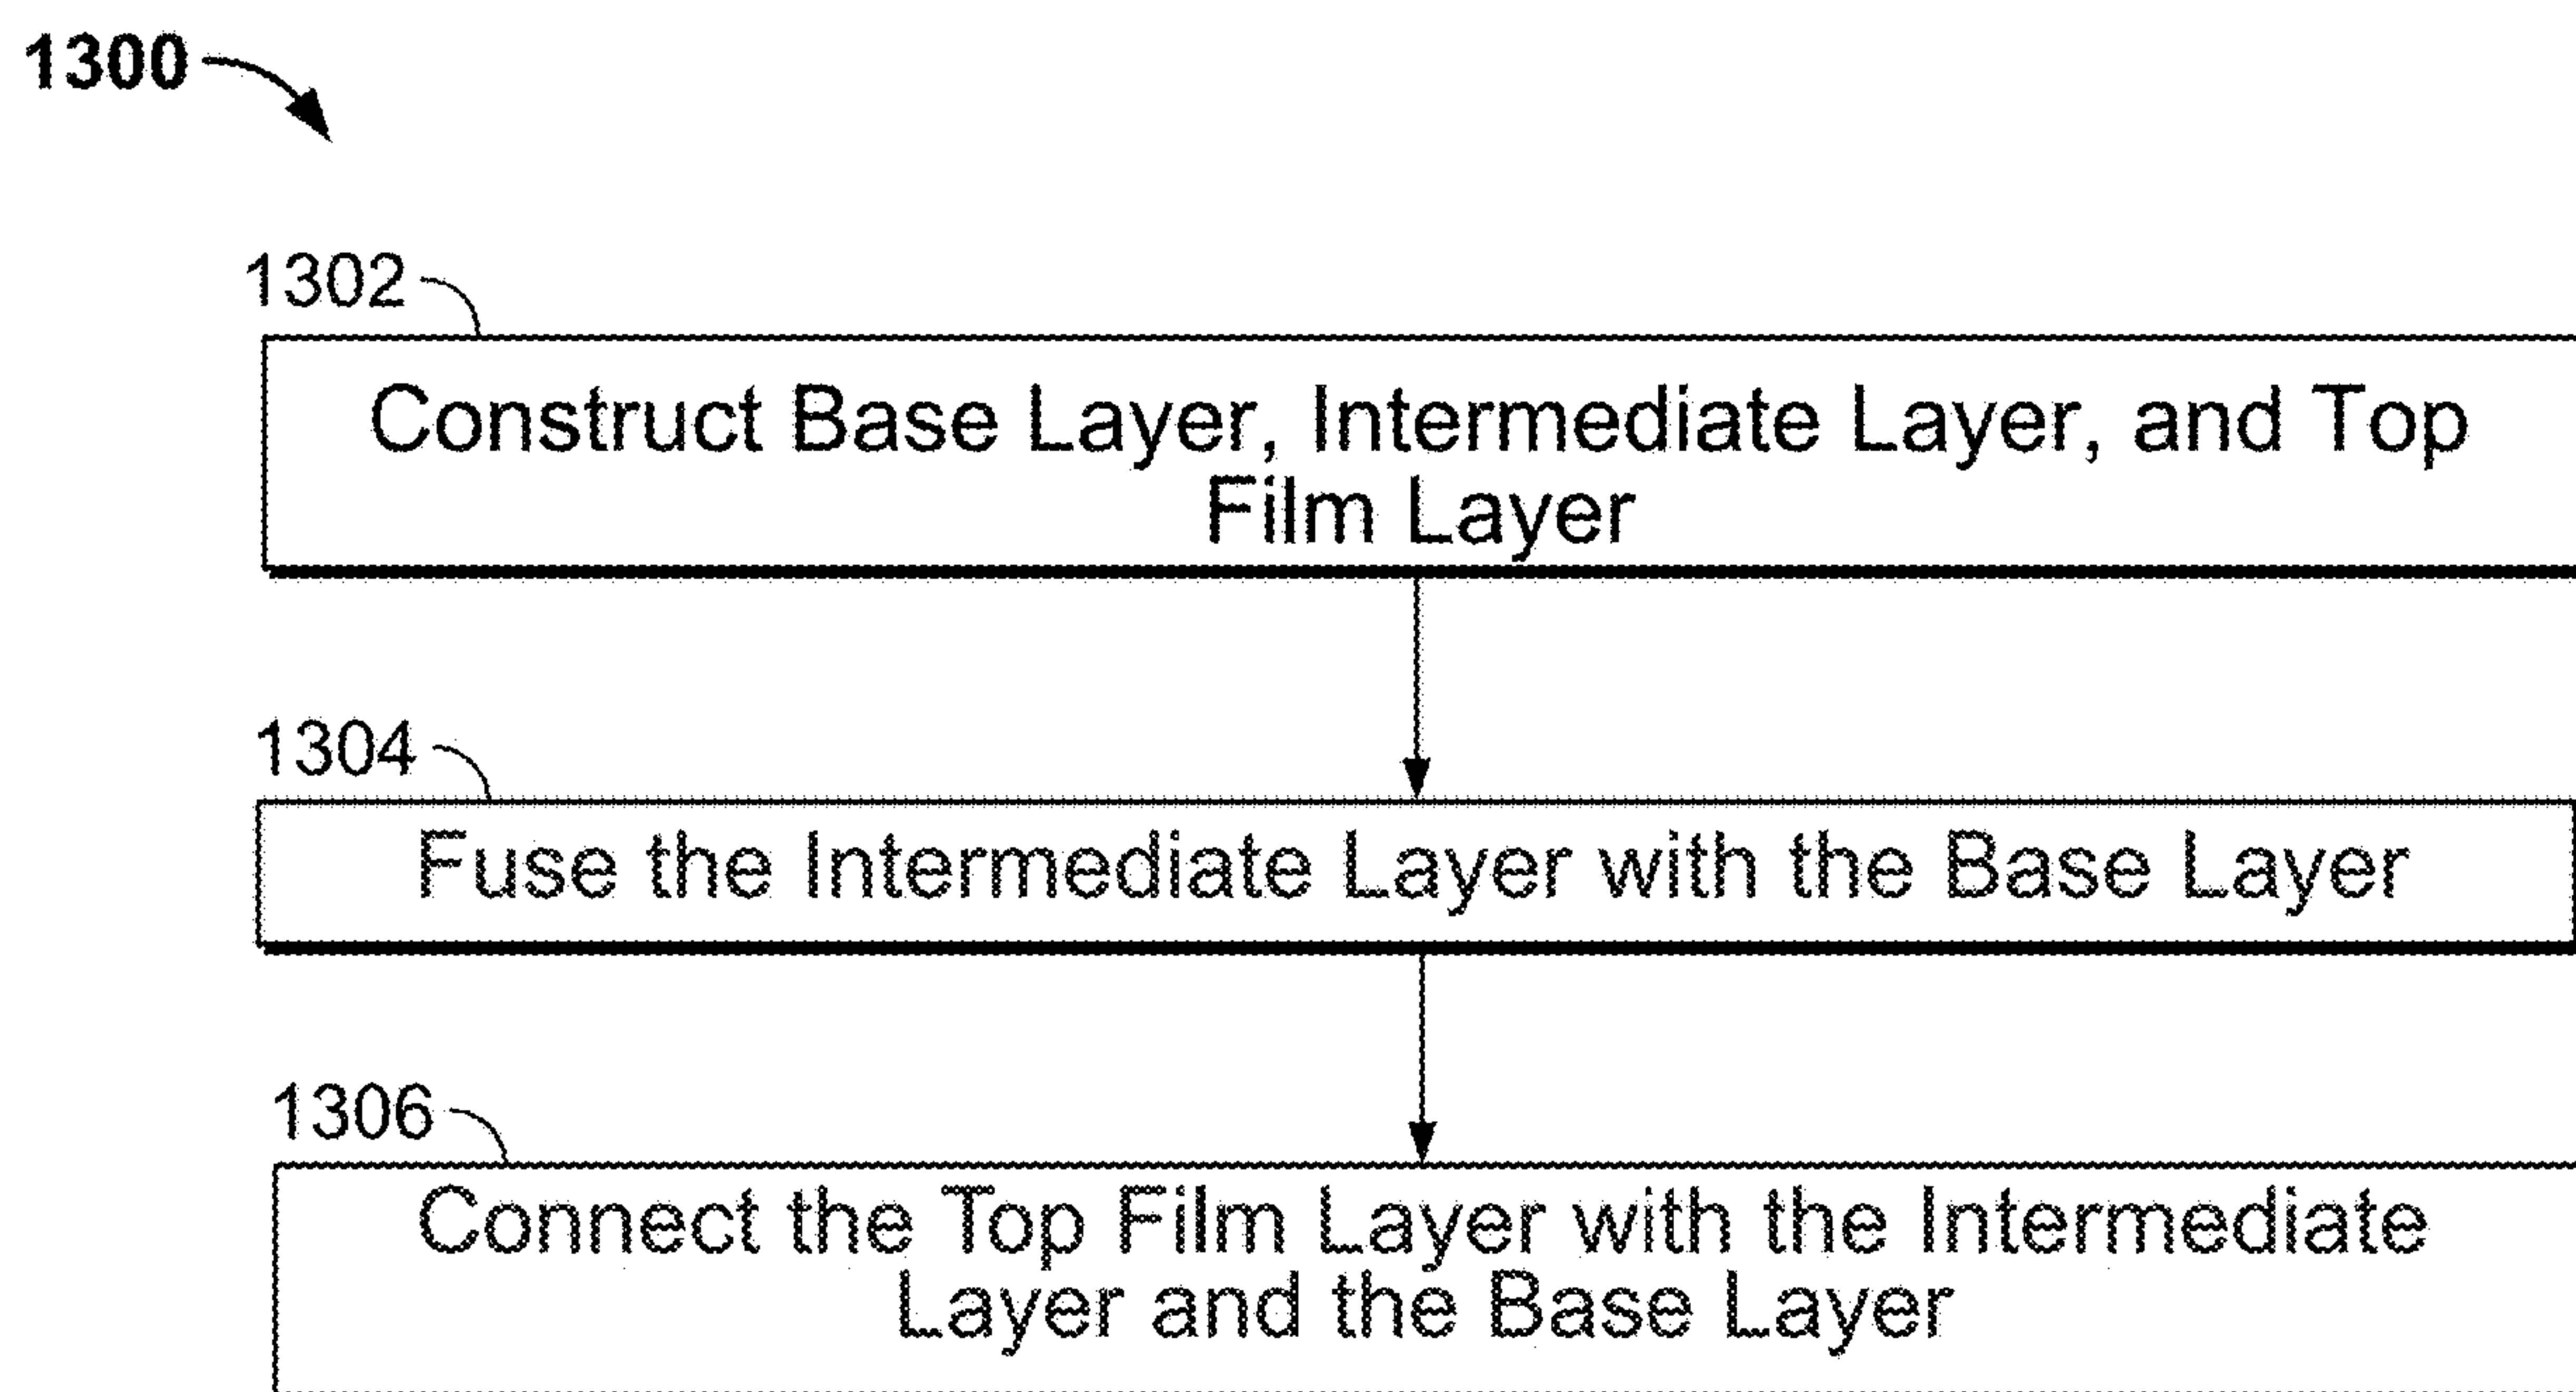 1300
1302
Construct Base Layer, Intermediate Layer, and Top
Film Layer
1304
Fuse the Intermediate Layer with the Base Layer
1306
Connect the Top Film Layer with the Intermediate
Layer and the Base Layer